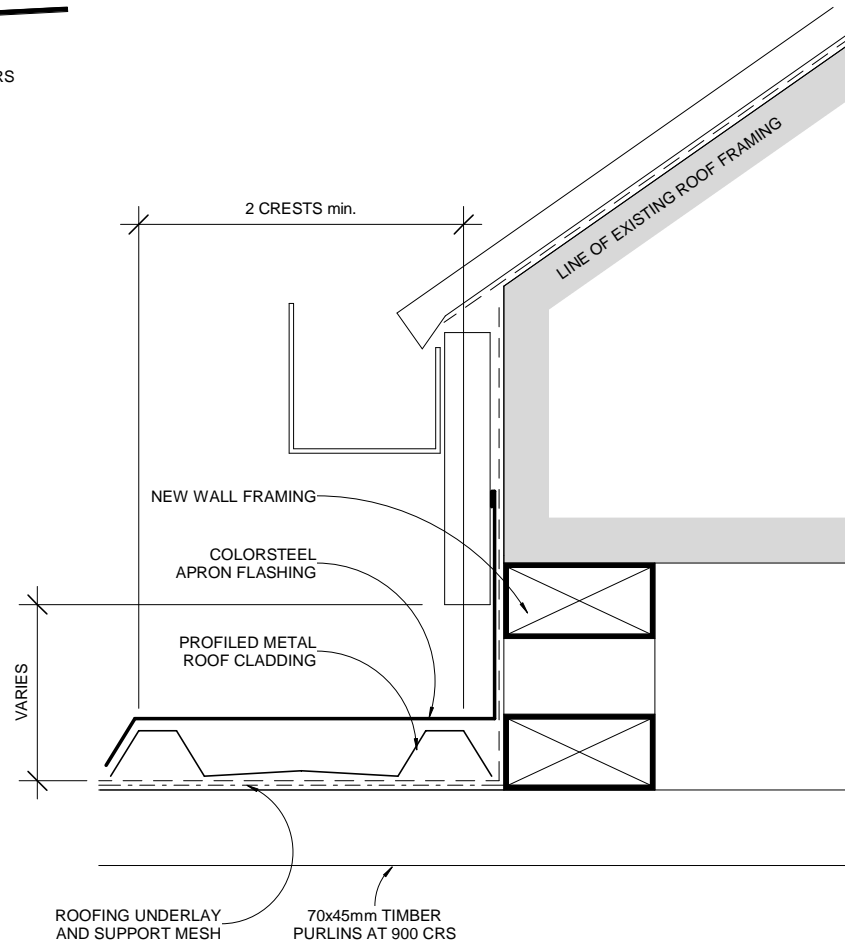 RS
2 CRESTS min.
LINE OF EXISTING ROOF FRAMING
NEW WALL FRAMING
COLORSTEEL
APRON FLASHING
PROFILED METAL
ROOF CLADDING
VARIES
ROOFING UNDERLAY
AND SUPPORT MESH
70x45mm TIMBER
PURLINS AT 900 CRS